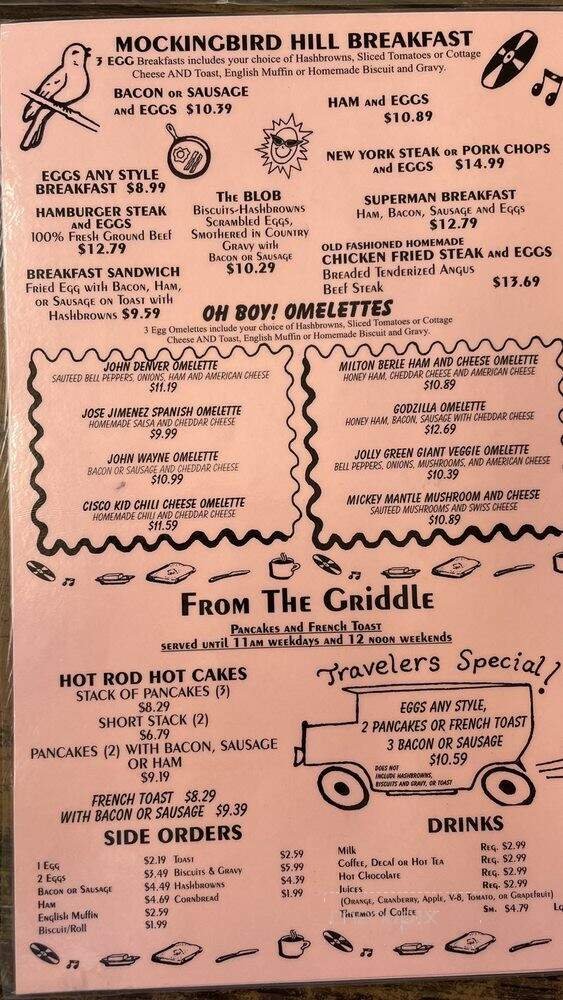 MOCKINGBIRD HILL BREAKFAST
3 EGG Breakfasts includes your choice of Hashbrowns, Sliced Tomatoes or Cottage
Cheese AND Toast, English Muffin or Homemade Biscuit and Gravy.
BACON OR SAUSAGE
AND EGGS $10.39
HAM AND EGGS
$10.89
NEW YORK STEAK OR PORK CHOPS
AND EGGS $14.99
EGGS ANY STYLE
BREAKFAST $8.99
THE BLOB
BISCUITS-HASHBROWNS
SCRAMBLED EGGS,
SMOTHERED IN COUNTRY
GRAVY WITH
BACON OR SAUSAGE
$10.29
SUPERMAN BREAKFAST
HAM, BACON, SAUSAGE AND EGGS
$12.79
HAMBURGER STEAK
AND EGGS
100% FRESH GROUND BEEF
$12.79
OLD FASHIONED HOMEMADE
CHICKEN FRIED STEAK AND EGGS
BREADED TENDERIZED ANGUS
BEEF STEAK $13.69
BREAKFAST SANDWICH
FRIED EGG WITH BACON, HAM,
OR SAUSAGE ON TOAST WITH
HASHBROWNS $9.59
OH BOY! OMELETTES
3 Egg Omelettes include your choice of Hashbrowns, Sliced Tomatoes or Cottage
Cheese AND Toast, English Muffin or Homemade Biscuit and Gravy.
JOHN DENVER OMELETTE
SAUTEED BELL PEPPERS, ONIONS, HAM AND AMERICAN CHEESE
$11.19
JOSE JIMENEZ SPANISH OMELETTE
HOMEMADE SALSA AND CHEDDAR CHEESE
$9.99
JOHN WAYNE OMELETTE
BACON OR SAUSAGE AND CHEDDAR CHEESE
$10.99
CISCO KID CHILI CHEESE OMELETTE
HOMEMADE CHILI AND CHEDDAR CHEESE
$11.59
MILTON BERLE HAM AND CHEESE OMELETTE
HONEY HAM, CHEDDAR CHEESE AND AMERICAN CHEESE
$10.89
GODZILLA OMELETTE
HONEY HAM, BACON, SAUSAGE WITH CHEDDAR CHEESE
$12.69
JOLLY GREEN GIANT VEGGIE OMELETTE
BELL PEPPERS, ONIONS, MUSHROOMS, AND AMERICAN CHEESE
$10.39
MICKEY MANTLE MUSHROOM AND CHEESE
SAUTEED MUSHROOMS AND SWISS CHEESE
$10.89
FROM THE GRIDDLE
PANCAKES AND FRENCH TOAST
SERVED UNTIL 11AM WEEKDAYS AND 12 NOON WEEKENDS
HOT ROD HOT CAKES
STACK OF PANCAKES (3)
$8.29
SHORT STACK (2)
$6.79
PANCAKES (2) WITH BACON, SAUSAGE
OR HAM
$9.19
FRENCH TOAST $8.29
WITH BACON OR SAUSAGE $9.39
Travelers Special!
EGGS ANY STYLE,
2 PANCAKES OR FRENCH TOAST
3 BACON OR SAUSAGE
$10.59
DOES NOT
INCLUDE HASHBROWNS,
BISCUITS AND GRAVY, OR TOAST
SIDE ORDERS
1 EGG $2.19
2 EGGS $3.49
BACON OR SAUSAGE $4.49
HAM $4.69
ENGLISH MUFFIN $2.59
BISCUIT/ROLL $1.99
TOAST $2.59
BISCUITS & GRAVY $5.99
HASHBROWNS $4.39
CORNBREAD $1.99
DRINKS
MILK REG. $2.99
COFFEE, DECAF OR HOT TEA REG. $2.99
HOT CHOCOLATE REG. $2.99
JUICES REG. $2.99
(ORANGE, CRANBERRY, APPLE, V-8, TOMATO, OR GRAPEFRUIT)
THERMOS OF COFFEE SM. $4.79